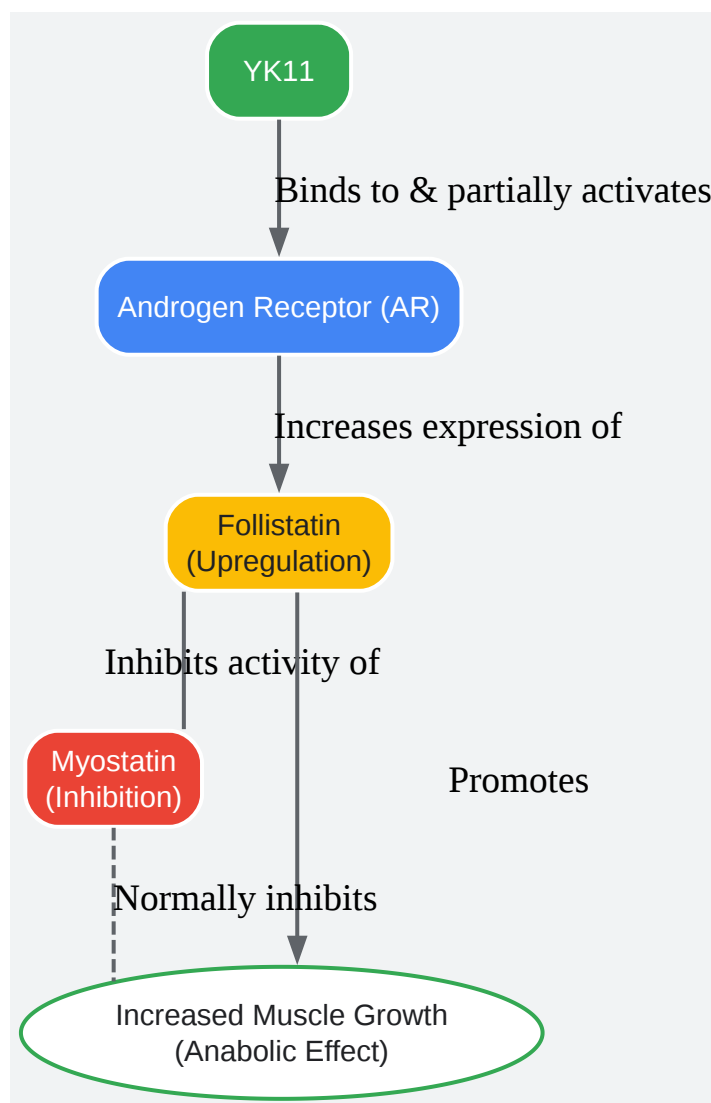 YK11
Binds to & partially activates
Androgen Receptor (AR)
Increases expression of
Follistatin
(Upregulation)
Inhibits activity of
Myostatin
(Inhibition)
Promotes
Normally inhibits
Increased Muscle Growth
(Anabolic Effect)